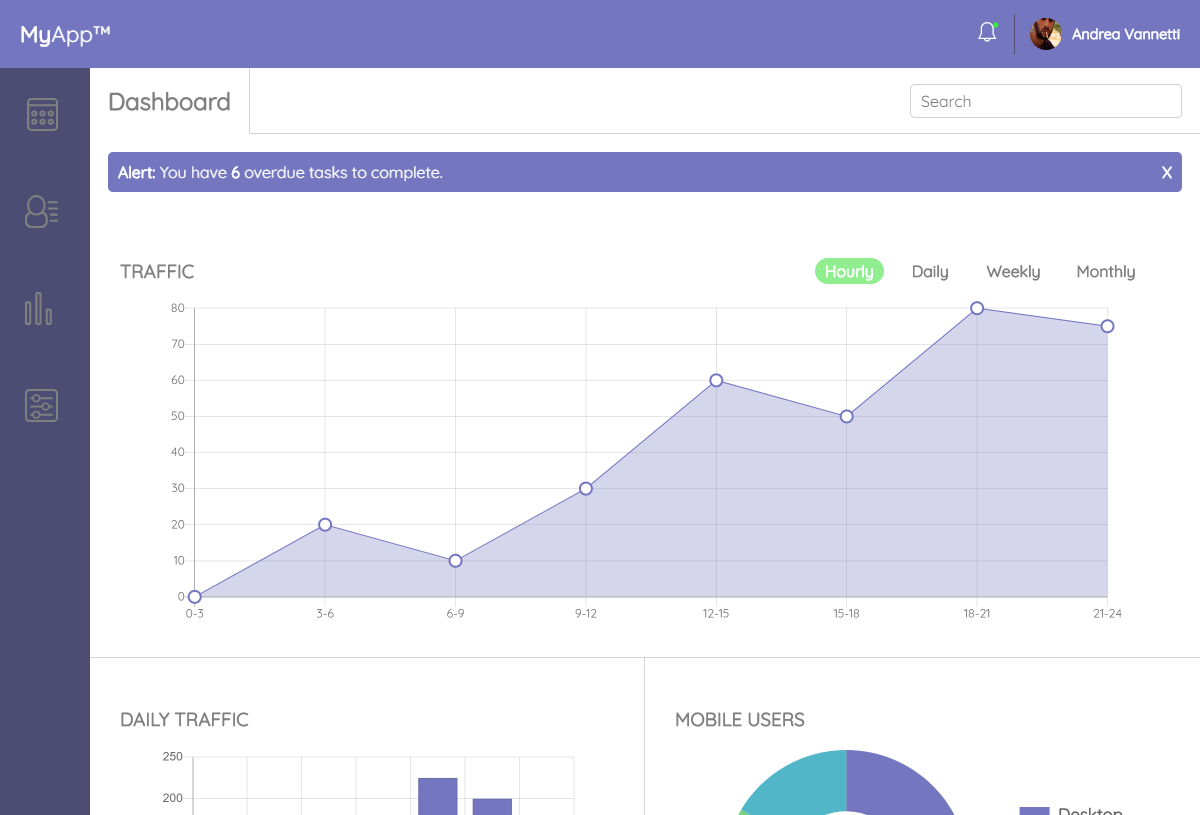 MyApp™
Andrea Vannetti
Dashboard
Search
Alert: You have 6 overdue tasks to complete.
X
TRAFFIC
Hourly Daily Weekly Monthly
80
70
60
50
40
30
20
10
0
0-3 3-6 6-9 9-12 12-15 15-18 18-21 21-24
DAILY TRAFFIC
250
200
MOBILE USERS
Desktop